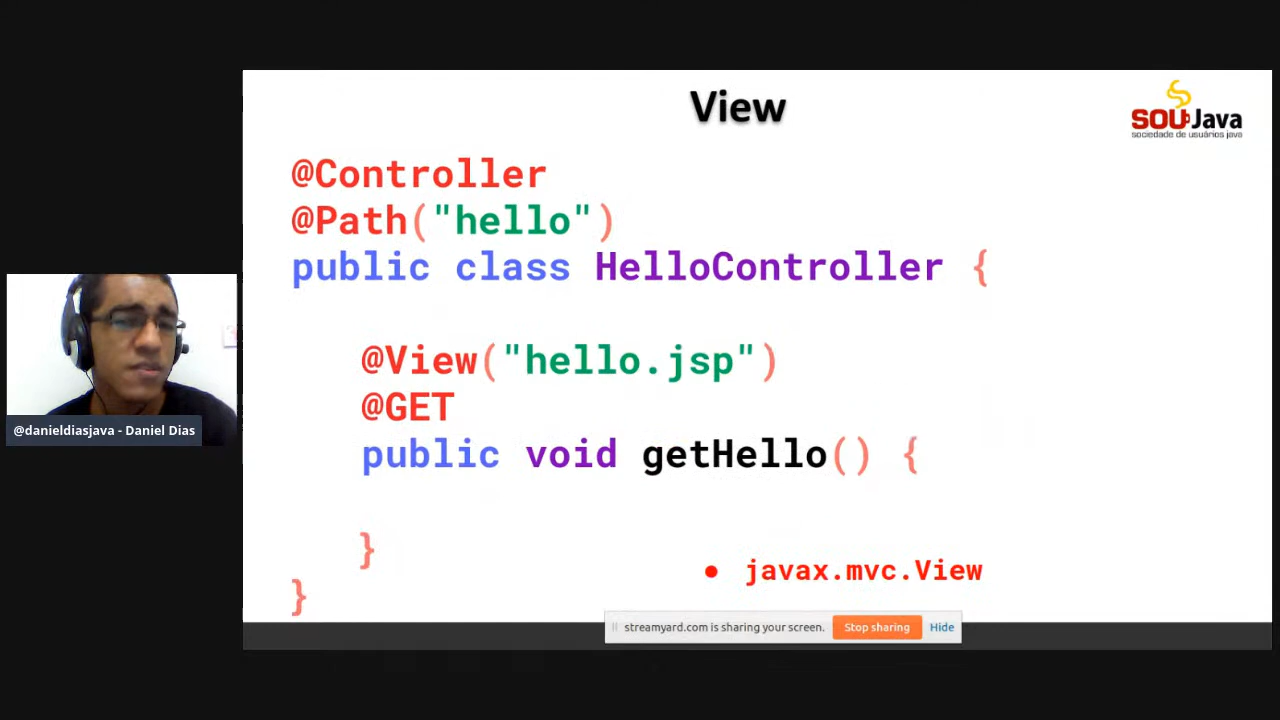 View
SOUJava
sociedade de usuários java
@Controller
@Path("hello")
public class HelloController {
@View("hello.jsp")
@GET
public void getHello() {
}
}
● javax.mvc.View
@danieldiasjava - Daniel Dias
streamyard.com is sharing your screen. Stop sharing Hide